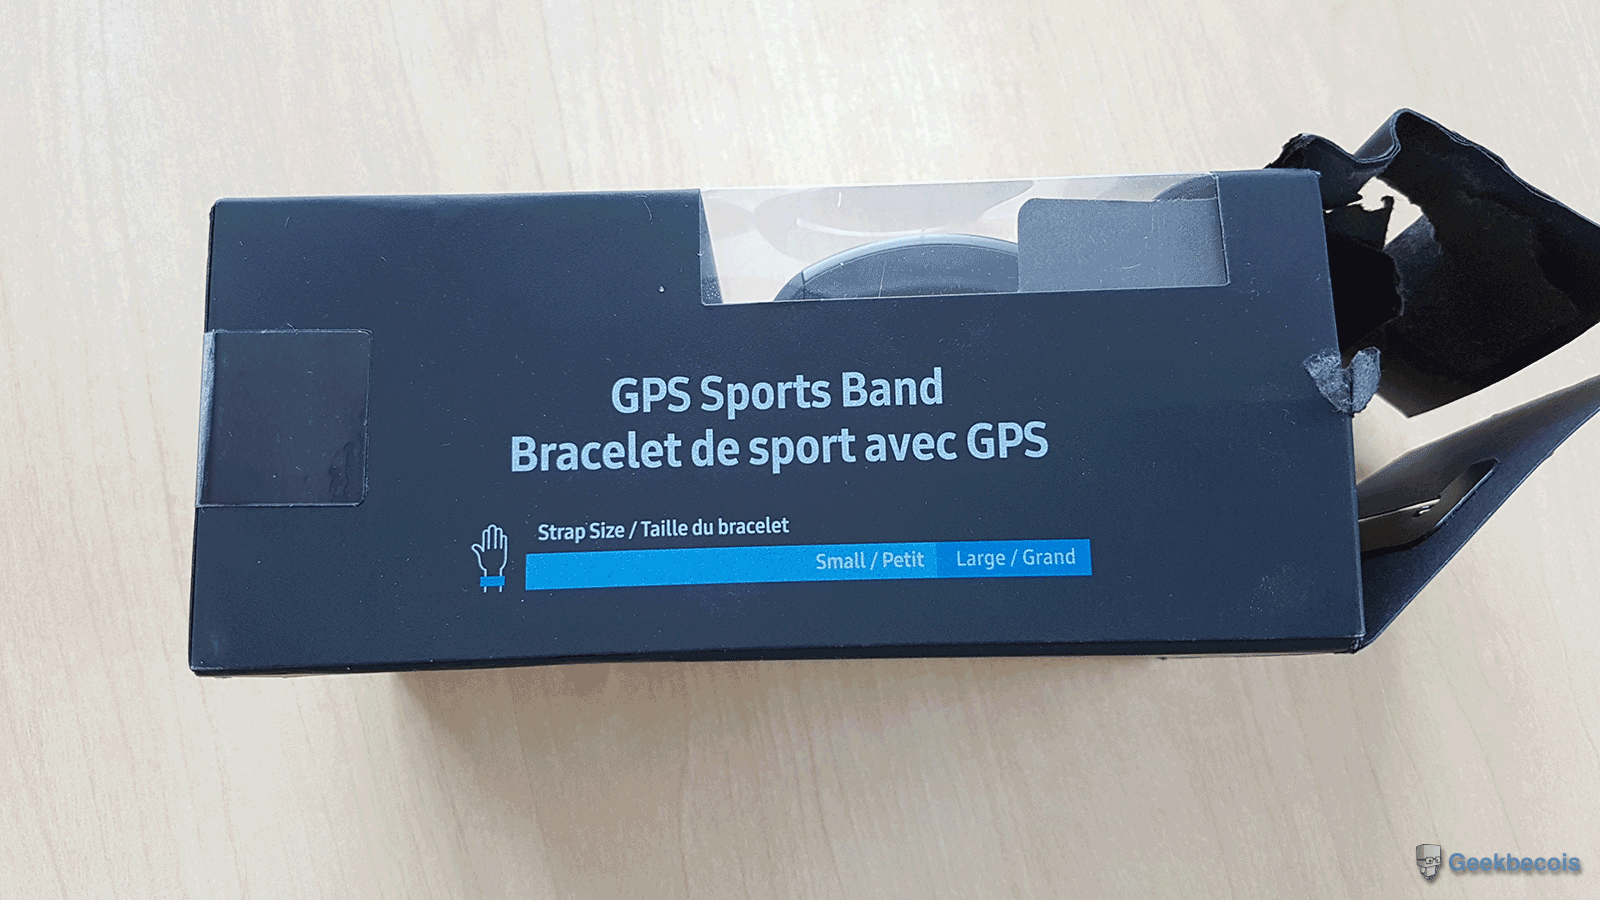 GPS Sports Band
Bracelet de sport avec GPS
Strap Size / Taille du bracelet
Small / Petit Large / Grand
Geekbecois